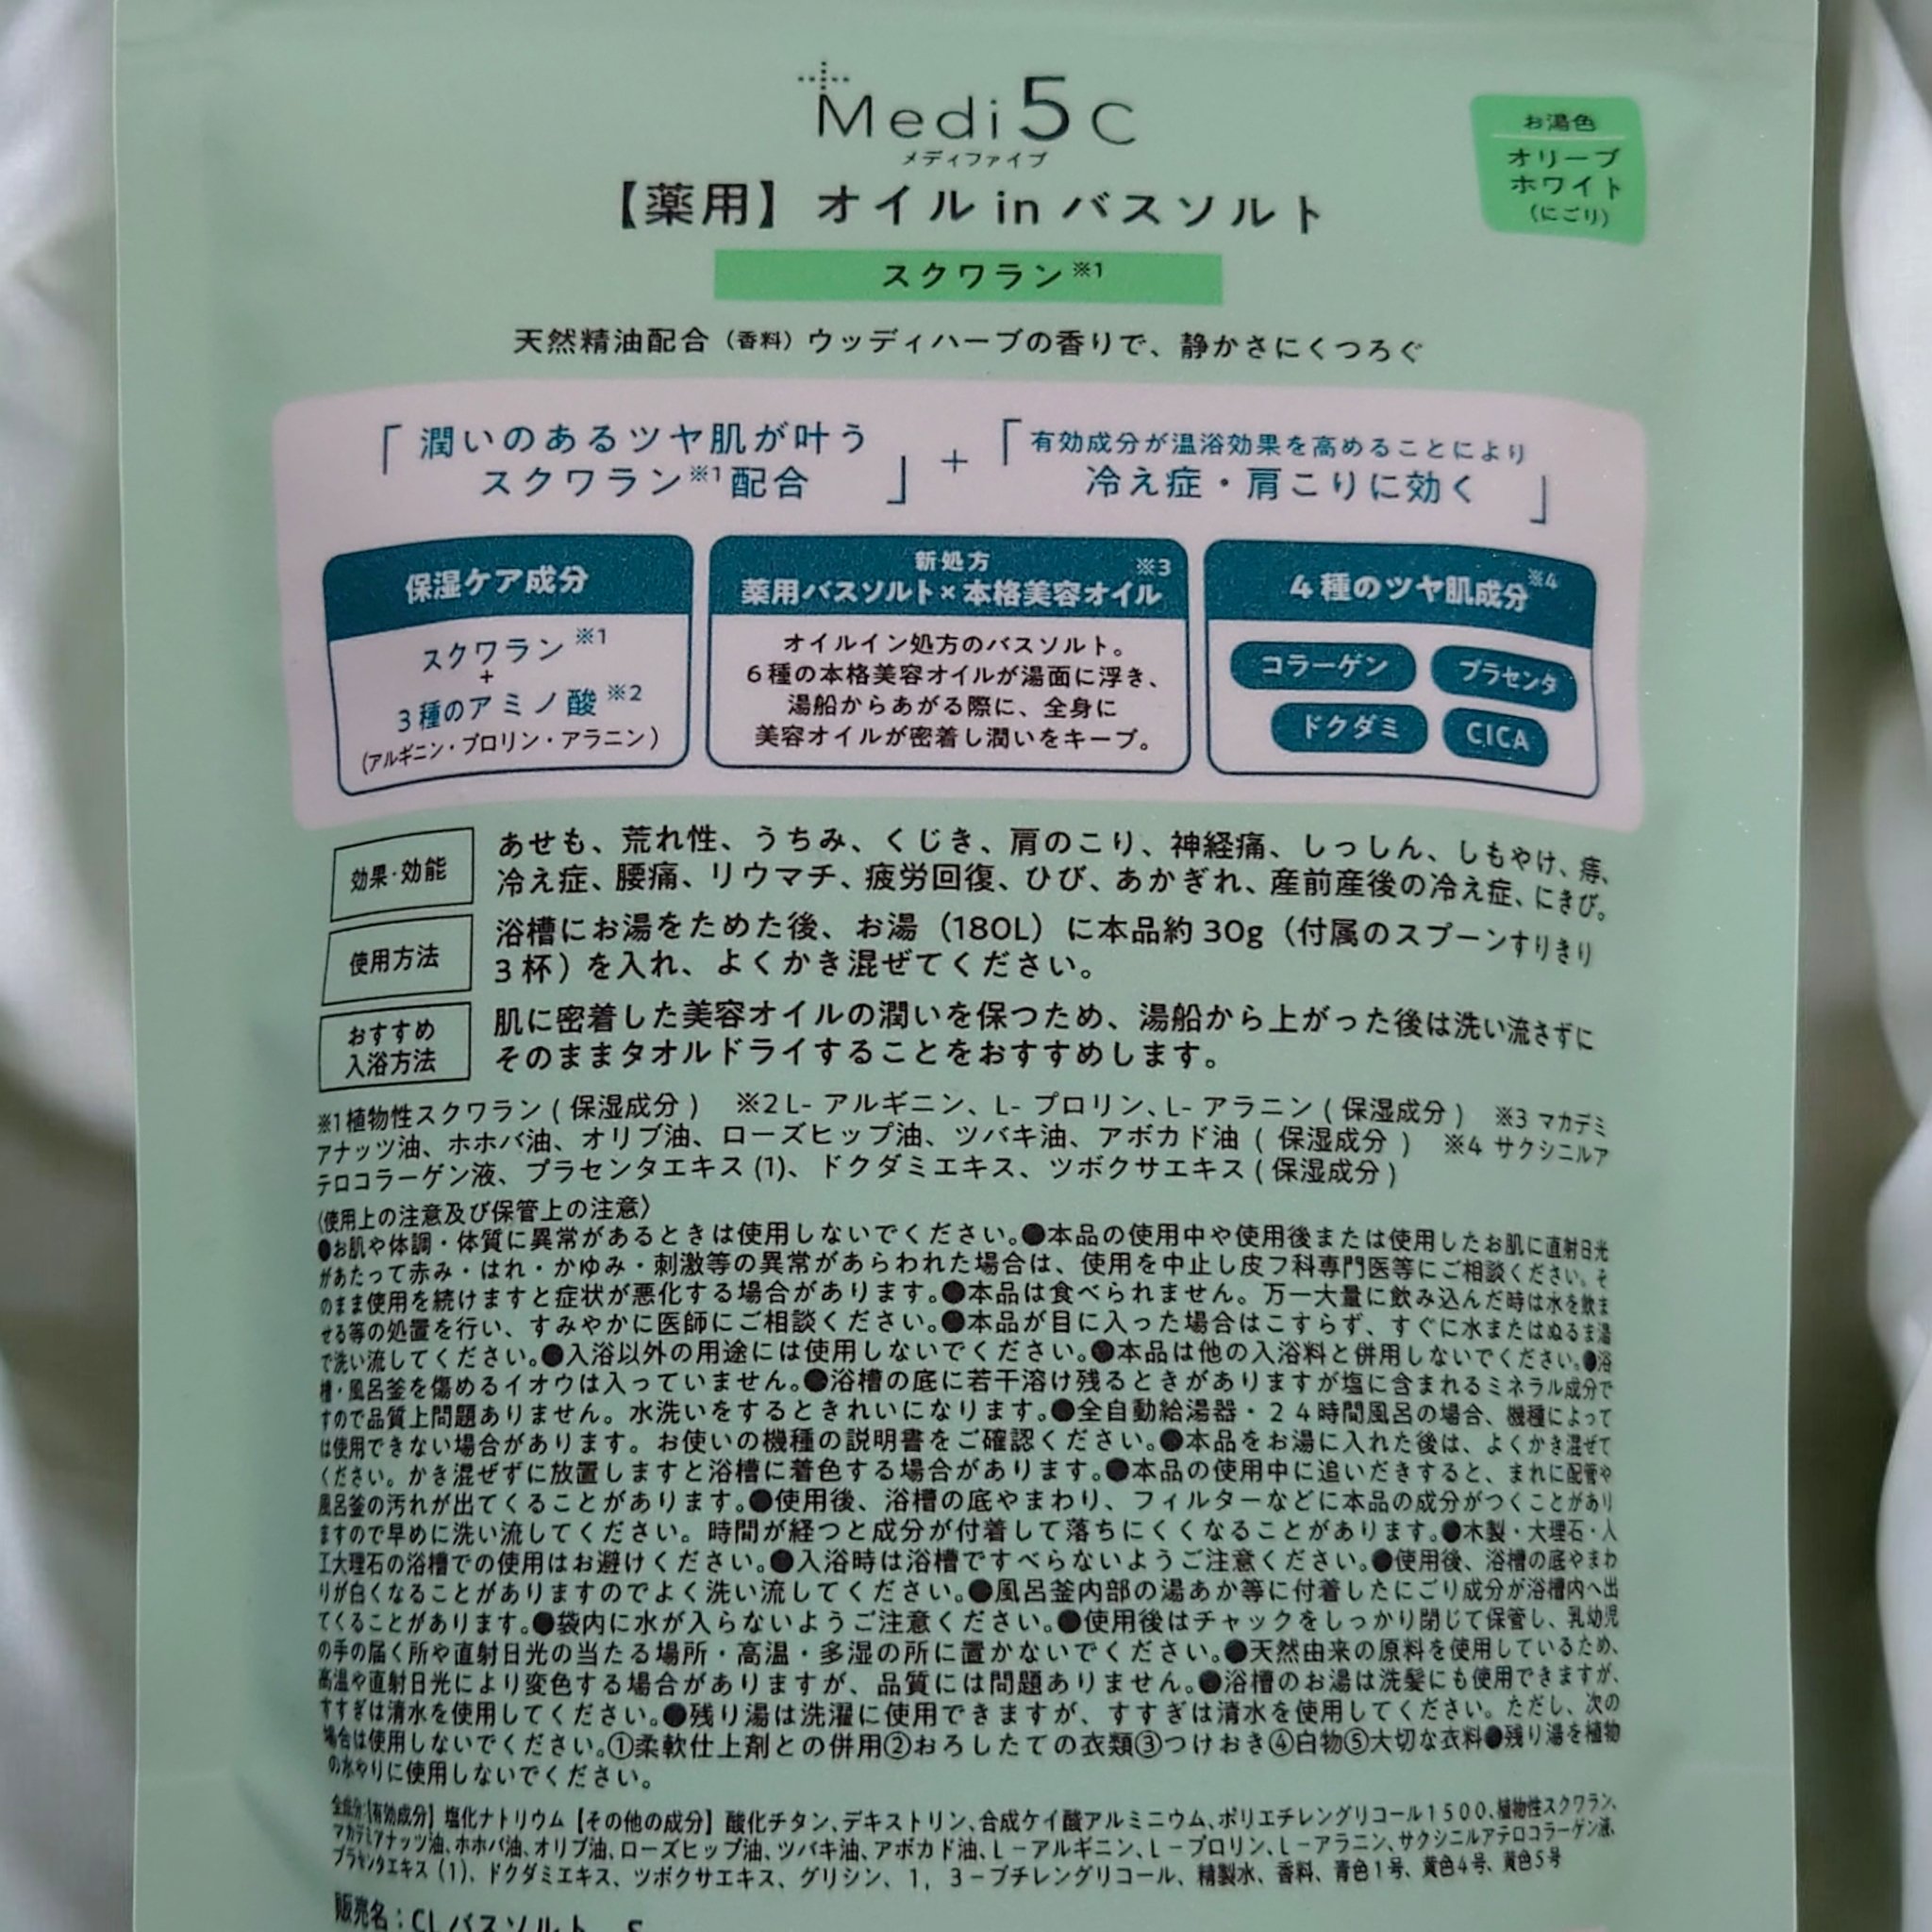 Medi5C
メディファイブ
お湯色
オリーブ
ホワイト
(にごり)
【薬用】オイル in バスソルト
スクワラン※1
天然精油配合(香料)ウッディハーブの香りで、静かさにくつろぐ
「潤いのあるツヤ肌が叶う
スクワラン※1配合」
+
「有効成分が温浴効果を高めることにより
冷え症・肩こりに効く」
保湿ケア成分
スクワラン※1
+
3種のアミノ酸※2
(アルギニン・プロリン・アラニン)
新処方
薬用バスソルト×本格美容オイル※3
オイルイン処方のバスソルト。
6種の本格美容オイルが湯面に浮き、
湯船からあがる際に、全身に
美容オイルが密着し潤いをキープ。
4種のツヤ肌成分※4
コラーゲン
プラセンタ
ドクダミ
CICA
効果・効能
あせも、荒れ性、うちみ、くじき、肩のこり、神経痛、しっしん、しもやけ、痔、
冷え症、腰痛、リウマチ、疲労回復、ひび、あかぎれ、産前産後の冷え症、にきび。
使用方法
浴槽にお湯をためた後、お湯(180L)に本品約30g(付属のスプーンすりきり
3杯)を入れ、よくかき混ぜてください。
おすすめ
入浴方法
肌に密着した美容オイルの潤いを保つため、湯船から上がった後は洗い流さずに
そのままタオルドライすることをおすすめします。
※1植物性スクワラン(保湿成分) ※2L-アルギニン、L-プロリン、L-アラニン(保湿成分) ※3マカデミ
アナッツ油、ホホバ油、オリブ油、ローズヒップ油、ツバキ油、アボカド油(保湿成分) ※4サクシニルア
テロコラーゲン液、プラセンタエキス(1)、ドクダミエキス、ツボクサエキス(保湿成分)
〈使用上の注意及び保管上の注意〉
●お肌や体調・体質に異常があるときは使用しないでください。●本品の使用中や使用後または使用したお肌に直射日光
があたって赤み・はれ・かゆみ・刺激等の異常があらわれた場合は、使用を中止し皮フ科専門医等にご相談ください。そ
のまま使用を続けますと症状が悪化する場合があります。●本品は食べられません。万一大量に飲み込んだ時は水を飲ま
せる等の処置を行い、すみやかに医師にご相談ください。●本品が目に入った場合はこすらず、すぐに水またはぬるま湯
で洗い流してください。●入浴以外の用途には使用しないでください。●本品は他の入浴料と併用しないでください。●浴
槽・風呂釜を傷めるイオウは入っていません。●浴槽の底に若干溶け残るときがありますが塩に含まれるミネラル成分で
すので品質上問題ありません。水洗いをするときれいになります。●全自動給湯器・24時間風呂の場合、機種によって
は使用できない場合があります。お使いの機種の説明書をご確認ください。●本品をお湯に入れた後は、よくかき混ぜて
ください。かき混ぜずに放置しますと浴槽に着色する場合があります。●本品の使用中に追いだきすると、まれに配管や
風呂釜の汚れが出てくることがあります。●使用後、浴槽の底やまわり、フィルターなどに本品の成分がつくことがあり
ますので早めに洗い流してください。時間が経つと成分が付着して落ちにくくなることがあります。●木製・大理石・人
工大理石の浴槽での使用はお避けください。●入浴時は浴槽ですべらないようご注意ください。●使用後、浴槽の底やまわ
りが白くなることがありますのでよく洗い流してください。●風呂釜内部の湯あか等に付着したにごり成分が浴槽内へ出
てくることがあります。●袋内に水が入らないようご注意ください。●使用後はチャックをしっかり閉じて保管し、乳幼児
の手の届く所や直射日光の当たる場所・高温・多湿の所に置かないでください。●天然由来の原料を使用しているため、
高温や直射日光により変色する場合がありますが、品質には問題ありません。●浴槽のお湯は洗髪にも使用できますが、
すすぎは清水を使用してください。●残り湯は洗濯に使用できますが、すすぎは清水を使用してください。ただし、次の
場合は使用しないでください。①柔軟仕上剤との併用②おろしたての衣類③つけおき④白物⑤大切な衣料●残り湯を植物
の水やりに使用しないでください。
全成分:【有効成分】塩化ナトリウム【その他の成分】酸化チタン、デキストリン、合成ケイ酸アルミニウム、ポリエチレングリコール1500、植物性スクワラン、
マカデミアナッツ油、ホホバ油、オリブ油、ローズヒップ油、ツバキ油、アボカド油、L-アルギニン、L-プロリン、L-アラニン、サクシニルアテロコラーゲン液、
プラセンタエキス(1)、ドクダミエキス、ツボクサエキス、グリシン、1,3-ブチレングリコール、精製水、香料、青色1号、黄色4号、黄色5号
販売名:CLバスソルト S